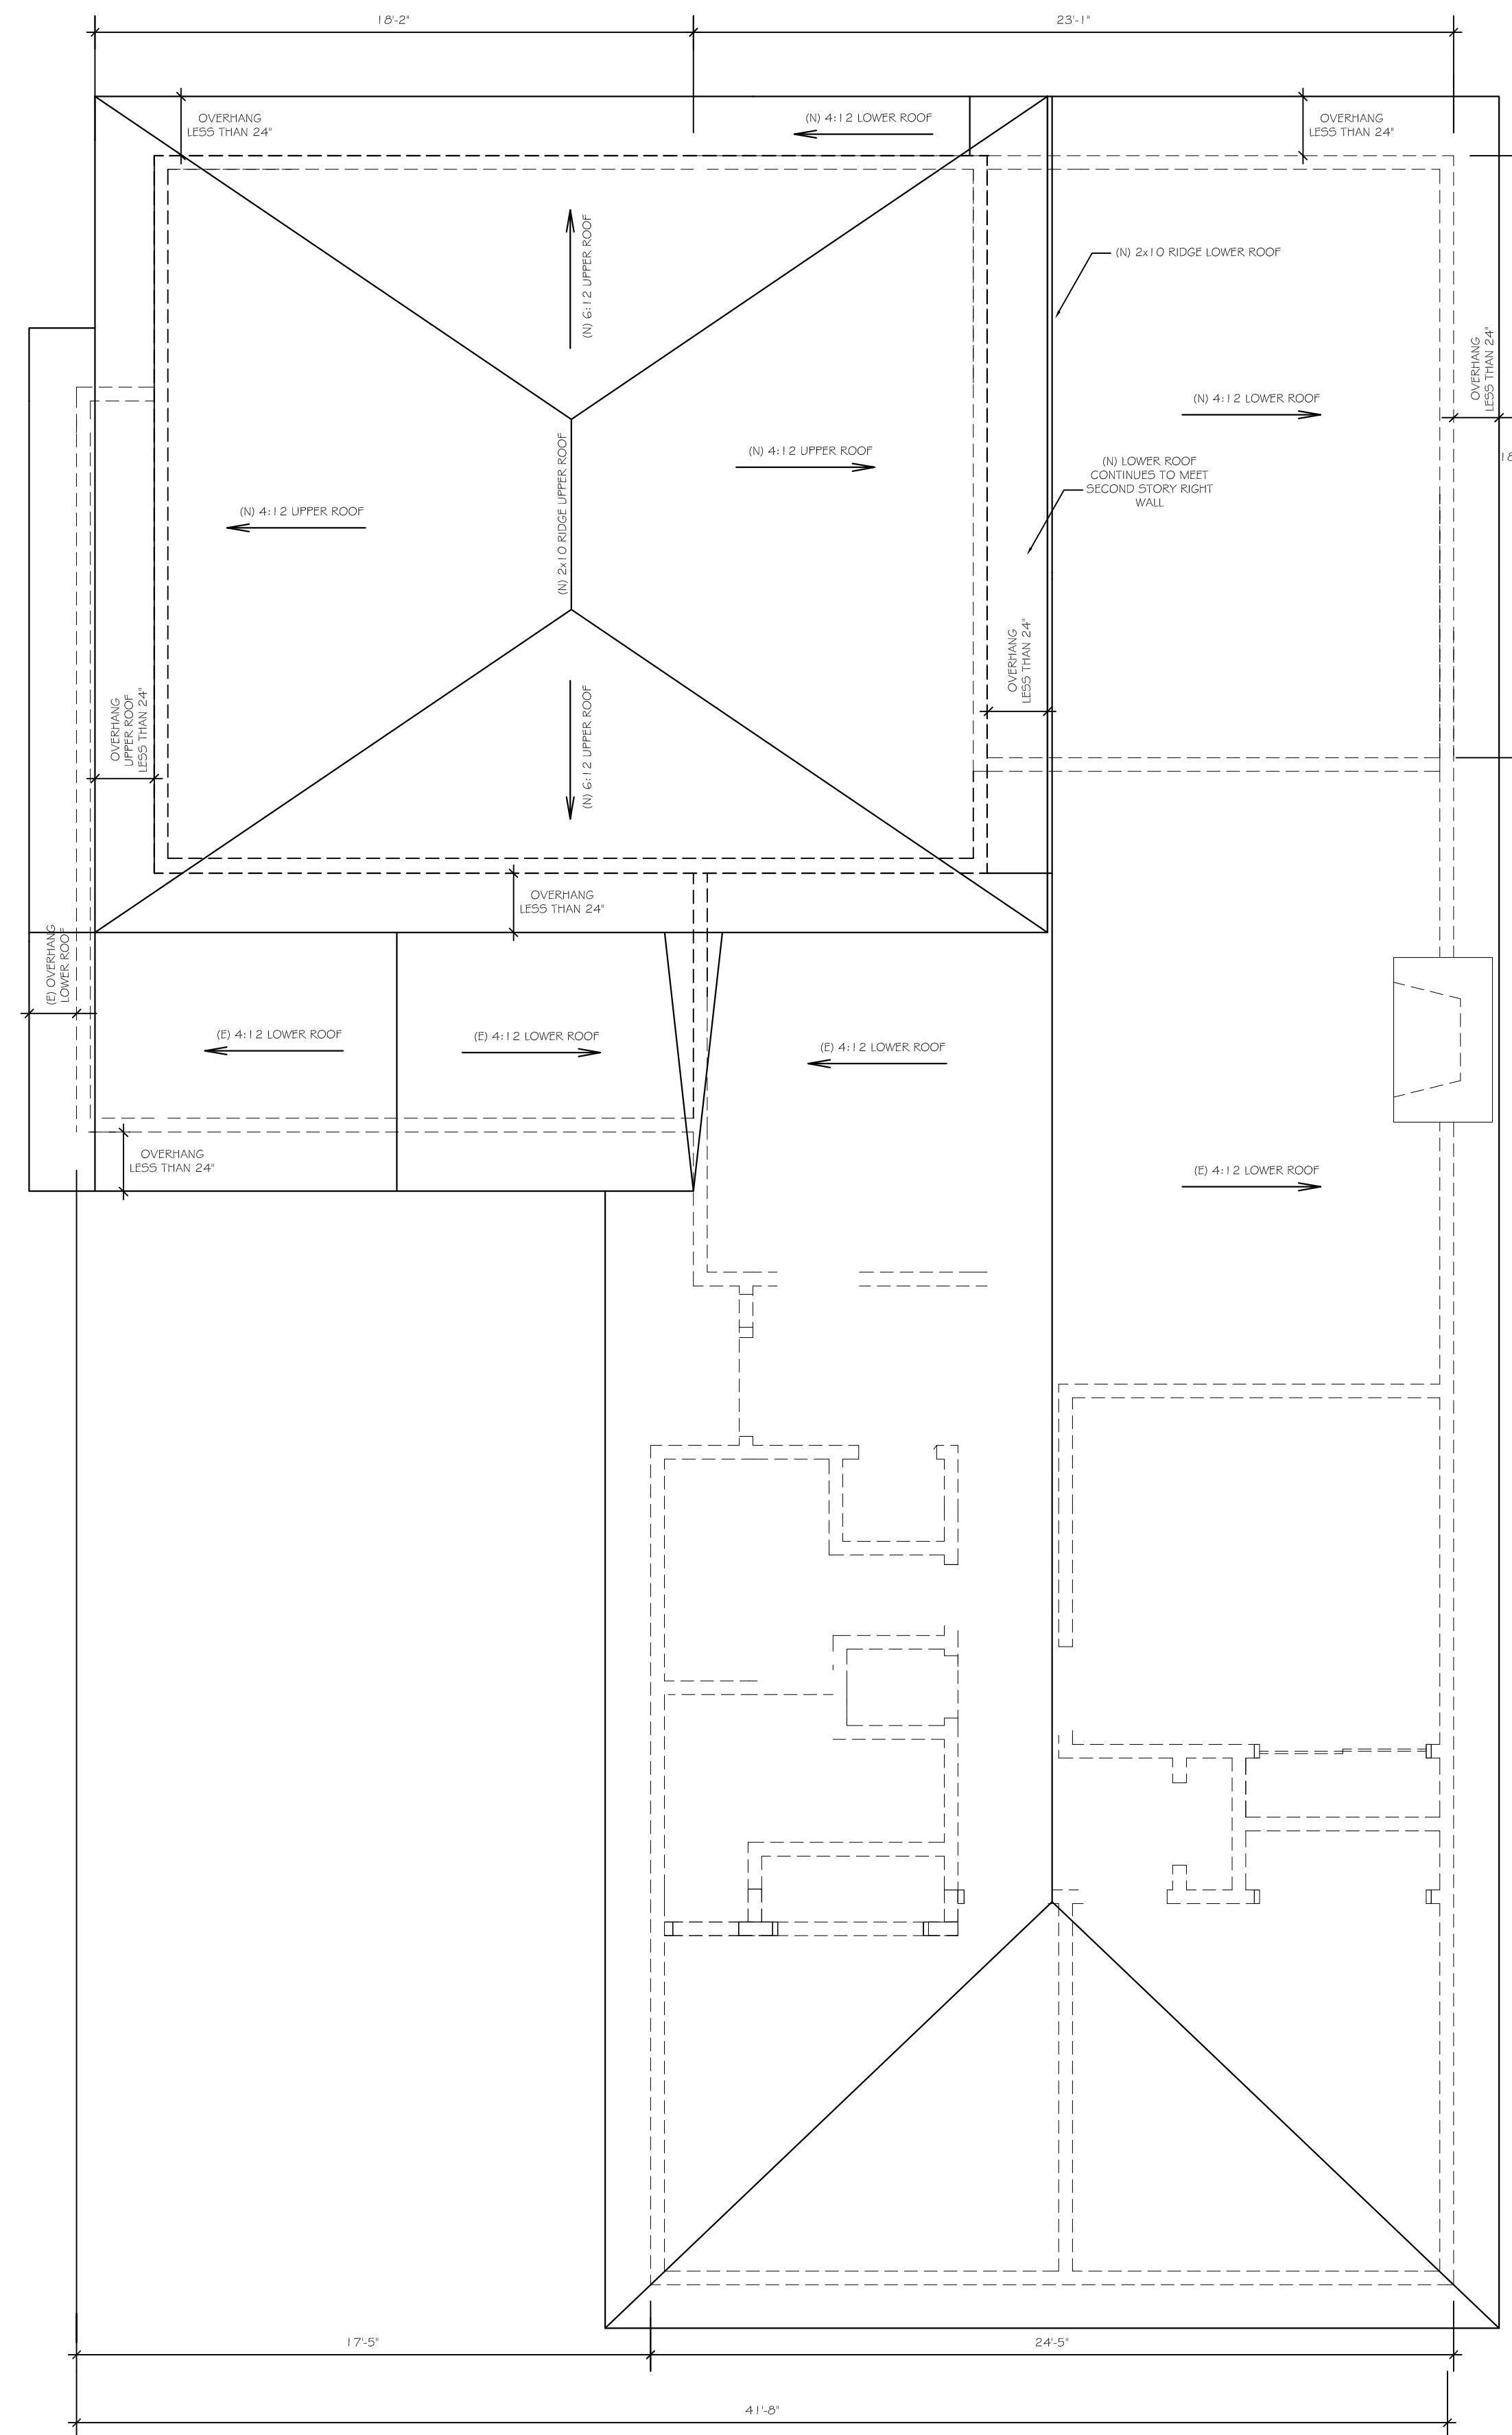 18'-2"
23'-1"
OVERHANG
LESS THAN 24"
(N) 4:12 LOWER ROOF
OVERHANG
LESS THAN 24"
(N) 6:12 UPPER ROOF
(N) 2x10 RIDGE LOWER ROOF
OVERHANG
LESS THAN 24"
(N) 4:12 LOWER ROOF
(N) 4:12 UPPER ROOF
(N) LOWER ROOF
CONTINUES TO MEET
SECOND STORY RIGHT
WALL
18
(N) 2x10 RIDGE UPPER ROOF
(N) 4:12 UPPER ROOF
OVERHANG
LESS THAN 24"
OVERHANG
UPPER ROOF
LESS THAN 24"
(N) 6:12 UPPER ROOF
OVERHANG
LESS THAN 24"
(E) OVERHANG
LOWER ROOF
(E) 4:12 LOWER ROOF
(E) 4:12 LOWER ROOF
(E) 4:12 LOWER ROOF
OVERHANG
LESS THAN 24"
(E) 4:12 LOWER ROOF
17'-5"
24'-5"
41'-8"